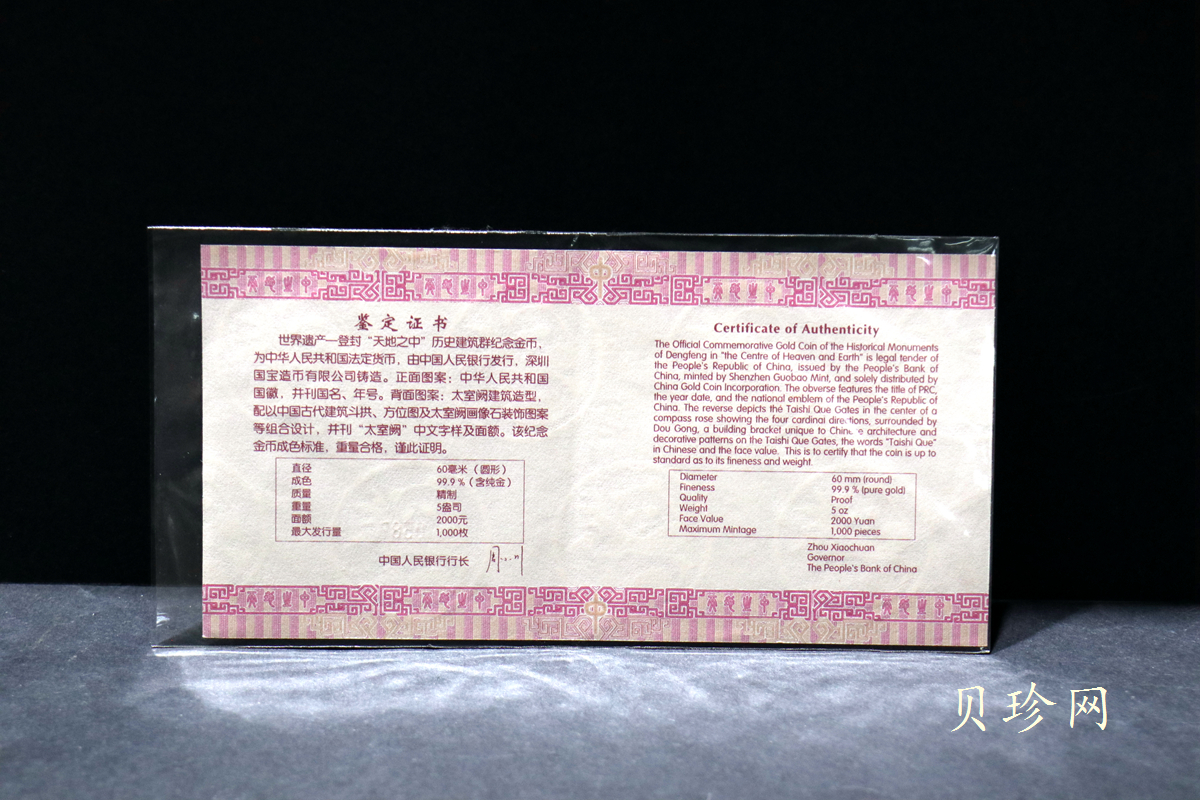 鉴定证书
世界遗产—登封“天地之中”历史建筑群纪念金币，
为中华人民共和国法定货币，由中国人民银行发行，深圳
国宝造币有限公司铸造。正面图案：中华人民共和国
国徽，并刊国名、年号。背面图案：太室阙建筑造型，
配以中国古代建筑斗拱、方位图及太室阙画像石装饰图案
等组合设计，并刊“太室阙”中文字样及面额。该纪念
金币成色标准，重量合格，谨此证明。
直径 60毫米（圆形）
成色 99.9％（含纯金）
质量 精制
重量 5盎司
面额 2000元
最大发行量 1,000枚
中国人民银行行长
Certificate of Authenticity
The Official Commemorative Gold Coin of the Historical Monuments
of Dengfeng in "the Centre of Heaven and Earth" is legal tender of
the People's Republic of China, issued by the People's Bank of
China, minted by Shenzhen Guobao Mint, and solely distributed by
China Gold Coin Incorporation. The obverse features the title of PRC,
the year date, and the national emblem of the People's Republic of
China. The reverse depicts the Taishi Que Gates in the center of a
compass rose showing the four cardinal directions, surrounded by
Dou Gong, a building bracket unique to Chinese architecture and
decorative patterns on the Taishi Que Gates, the words "Taishi Que"
in Chinese and the face value. This is to certify that the coin is up to
standard as to its fineness and weight.
Diameter 60 mm (round)
Fineness 99.9 % (pure gold)
Quality Proof
Weight 5 oz
Face Value 2000 Yuan
Maximum Mintage 1,000 pieces
Zhou Xiaochuan
Governor
The People's Bank of China
贝珍网